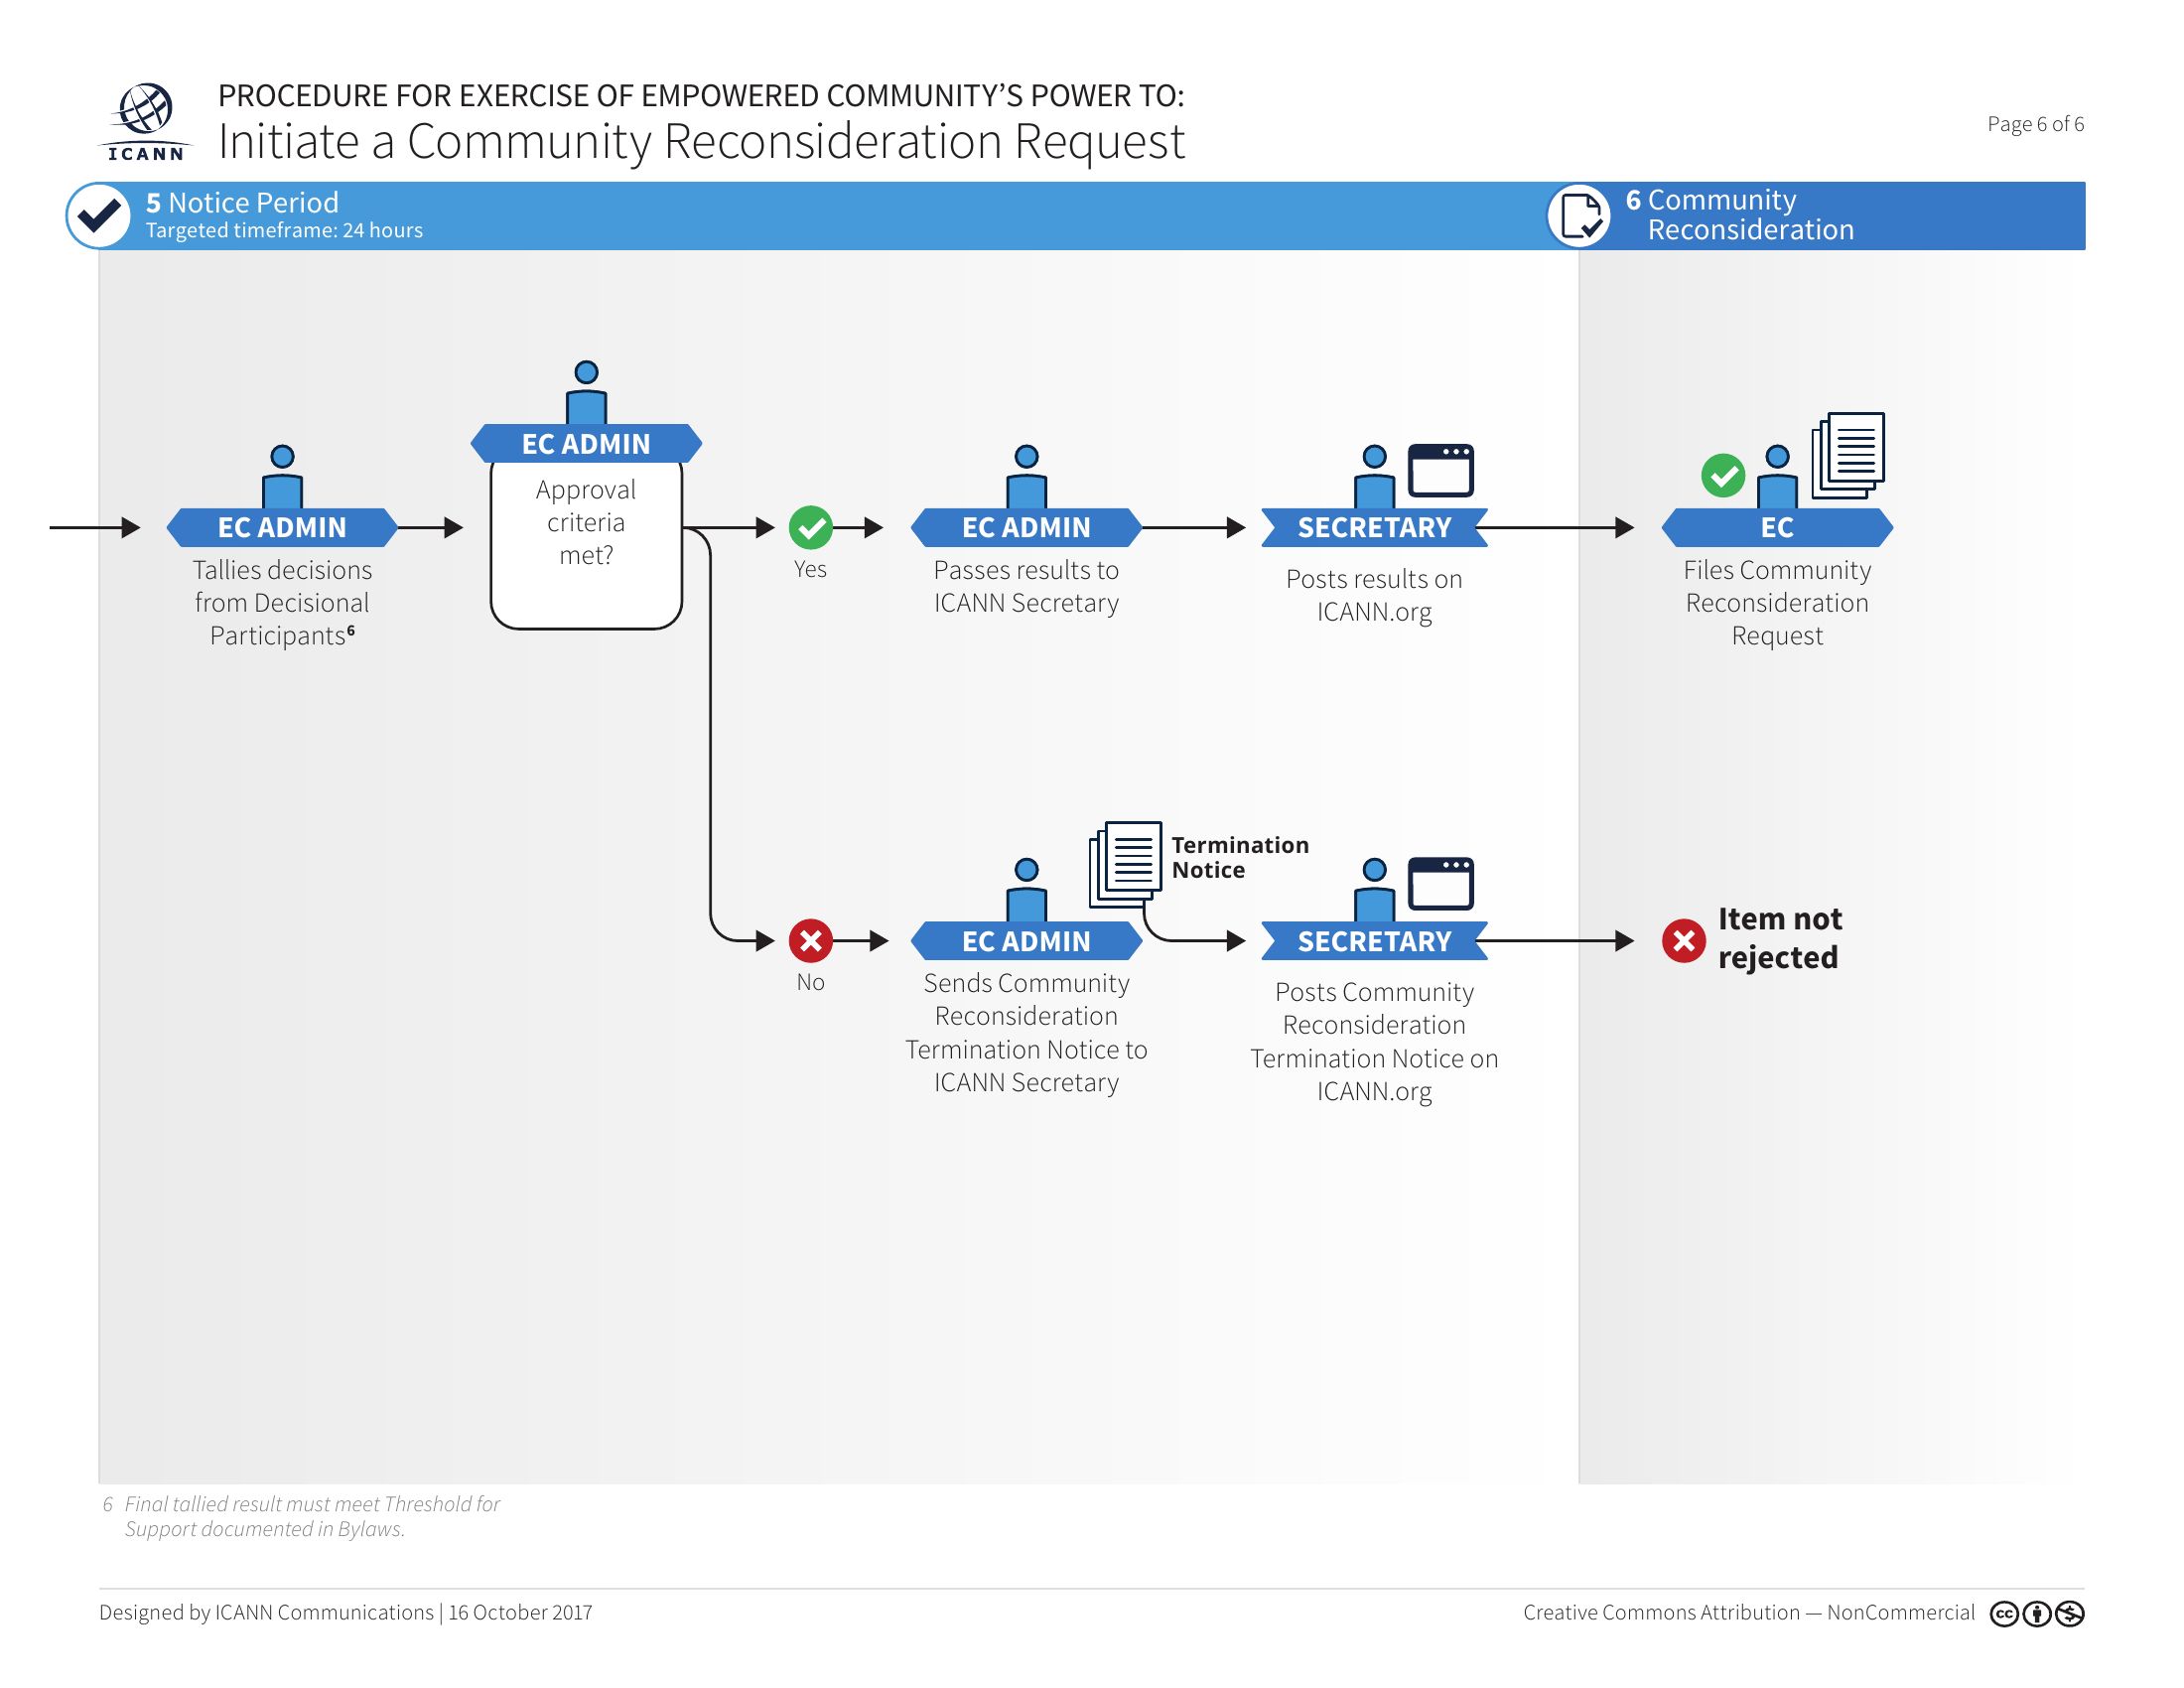 ICANN
PROCEDURE FOR EXERCISE OF EMPOWERED COMMUNITY’S POWER TO:
Initiate a Community Reconsideration Request
Page 6 of 6
5 Notice Period
Targeted timeframe: 24 hours
6 Community
Reconsideration
EC ADMIN
Tallies decisions
from Decisional
Participants6
EC ADMIN
Approval
criteria
met?
Yes
EC ADMIN
Passes results to
ICANN Secretary
SECRETARY
Posts results on
ICANN.org
EC
Files Community
Reconsideration
Request
No
EC ADMIN
Sends Community
Reconsideration
Termination Notice to
ICANN Secretary
Termination
Notice
SECRETARY
Posts Community
Reconsideration
Termination Notice on
ICANN.org
Item not
rejected
6 Final tallied result must meet Threshold for
Support documented in Bylaws.
Designed by ICANN Communications | 16 October 2017
Creative Commons Attribution — NonCommercial
cc